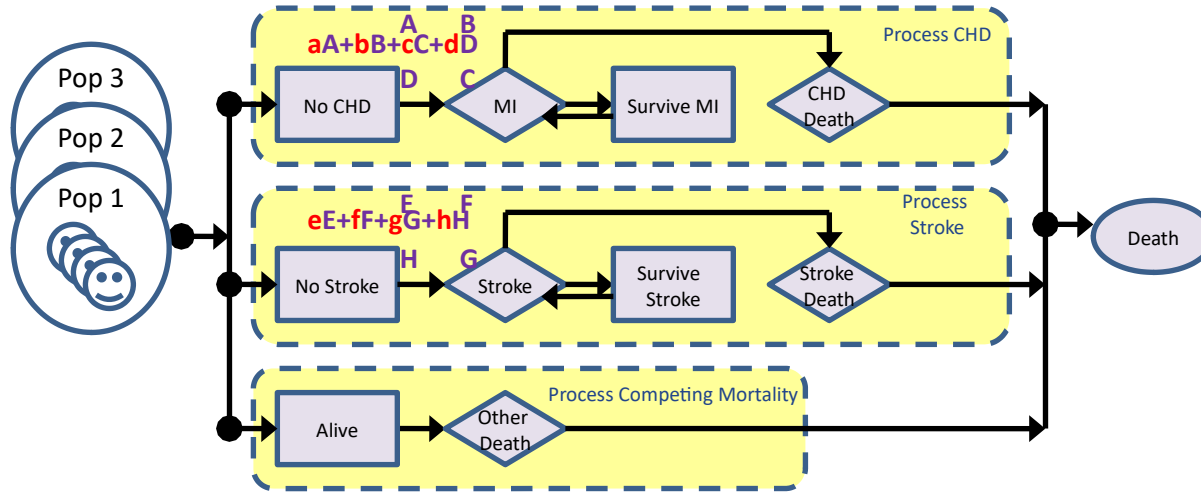 Pop 3
Pop 2
Pop 1
Process CHD
A B
aA+bB+cC+dD
D C
No CHD
MI
Survive MI
CHD
Death
Process
Stroke
E F
eE+fF+gG+hH
H G
No Stroke
Stroke
Survive
Stroke
Stroke
Death
Death
Process Competing Mortality
Alive
Other
Death